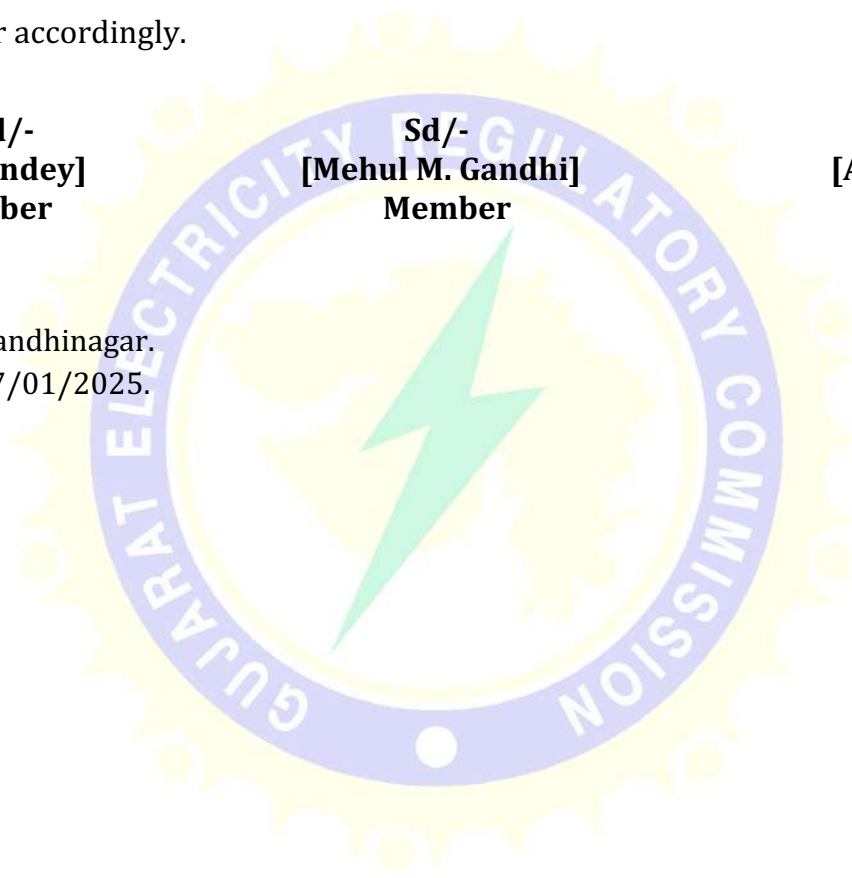 r accordingly.
l/- Sd/-
ndey] [Mehul M. Gandhi] [A
ber Member
andhinagar.
7/01/2025.
GUJARAT ELECTRICITY REGULATORY COMMISSION